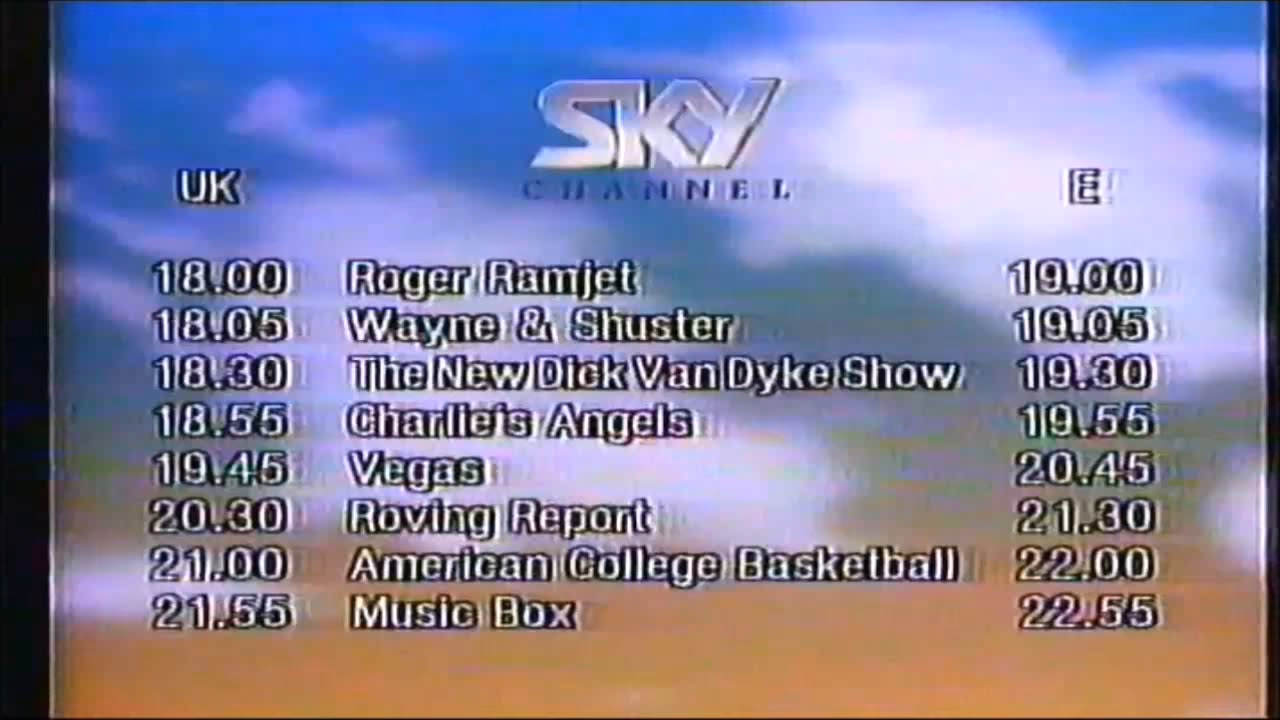 SKY
CHANNEL
UK E
18.00 Roger Ramjet 19.00
18.05 Wayne & Shuster 19.05
18.30 The New Dick Van Dyke Show 19.30
18.55 Charlie's Angels 19.55
19.45 Vegas 20.45
20.30 Roving Report 21.30
21.00 American College Basketball 22.00
21.55 Music Box 22.55